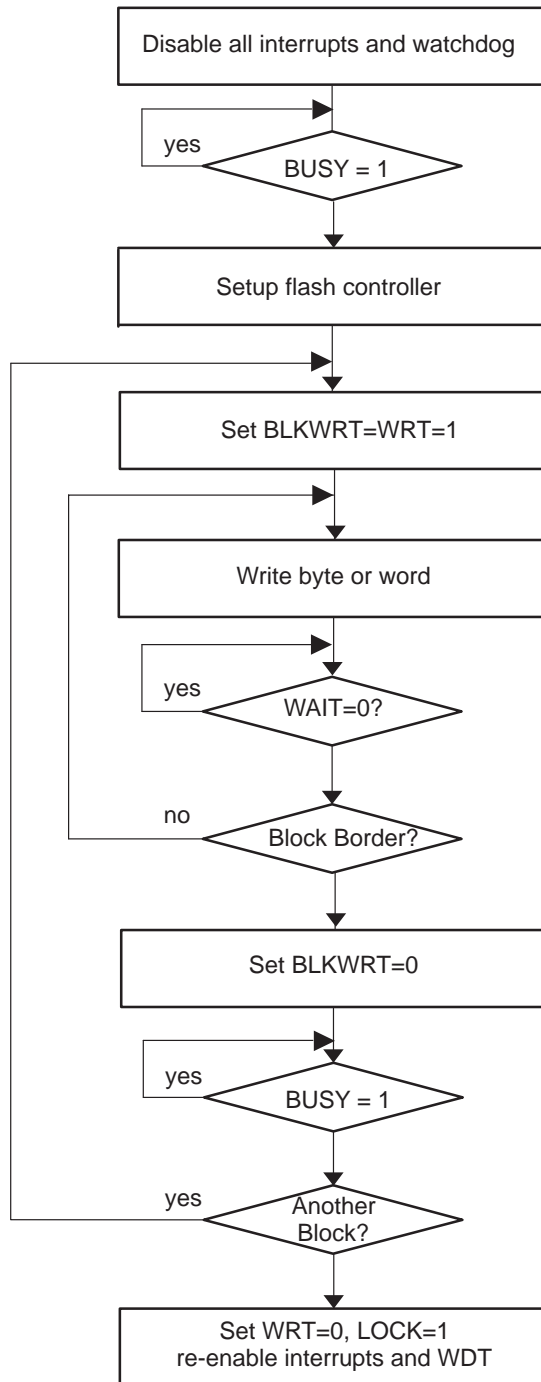 Disable all interrupts and watchdog
yes
BUSY = 1
Setup flash controller
Set BLKWRT=WRT=1
Write byte or word
yes
WAIT=0?
no
Block Border?
Set BLKWRT=0
yes
BUSY = 1
yes
Another
Block?
Set WRT=0, LOCK=1
re-enable interrupts and WDT